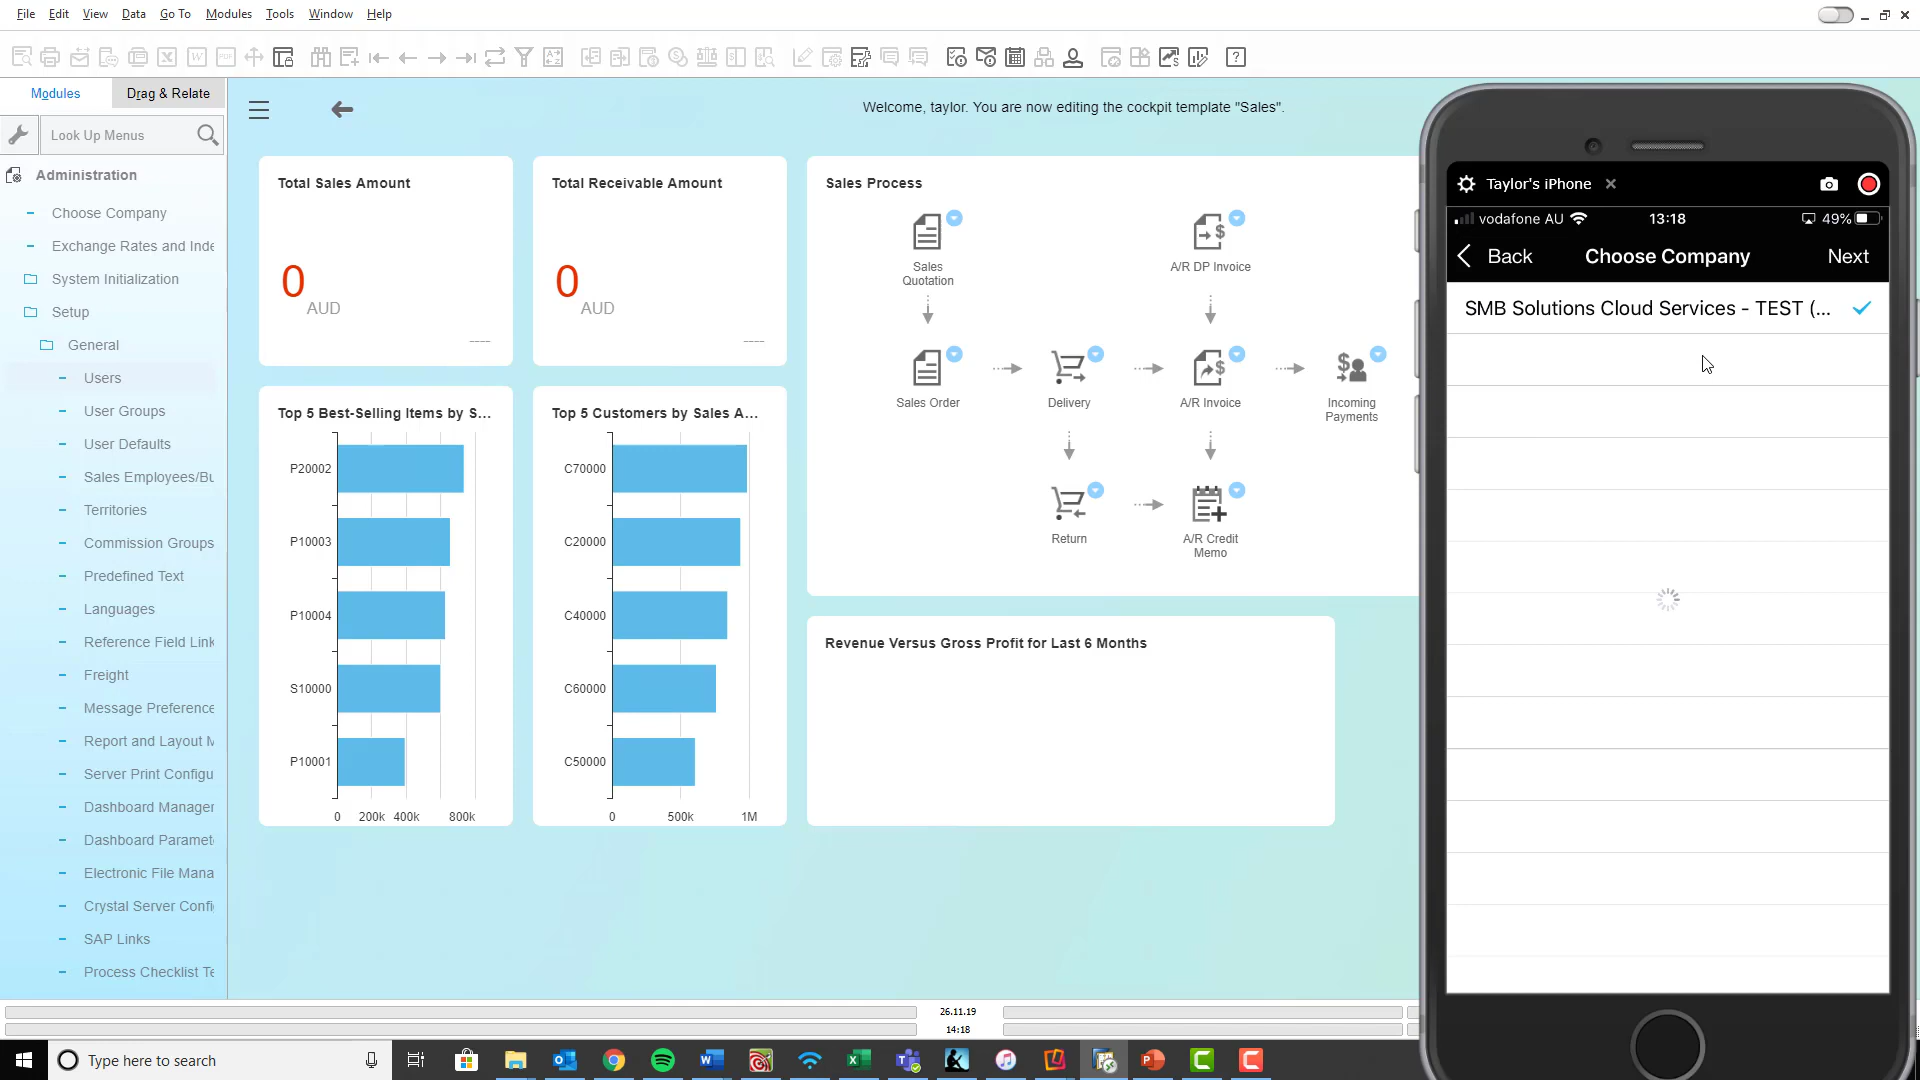 File Edit View Data Go To Modules Tools Window Help
Modules
Drag & Relate
Look Up Menus
Administration
Choose Company
Exchange Rates and Inde
System Initialization
Setup
General
Users
User Groups
User Defaults
Sales Employees/Bu
Territories
Commission Groups
Predefined Text
Languages
Reference Field Link
Freight
Message Preference
Report and Layout M
Server Print Configu
Dashboard Manager
Dashboard Paramet
Electronic File Mana
Crystal Server Confi
SAP Links
Process Checklist Te
Welcome, taylor. You are now editing the cockpit template "Sales".
Total Sales Amount
0
AUD
----
Total Receivable Amount
0
AUD
----
Sales Process
Sales
Quotation
A/R DP Invoice
Sales Order
Delivery
A/R Invoice
Incoming
Payments
Return
A/R Credit
Memo
Top 5 Best-Selling Items by S...
P20002
P10003
P10004
S10000
P10001
0 200k 400k 800k
Top 5 Customers by Sales A...
C70000
C20000
C40000
C60000
C50000
0 500k 1M
Revenue Versus Gross Profit for Last 6 Months
Taylor's iPhone
vodafone AU 13:18 49%
Back Choose Company Next
SMB Solutions Cloud Services - TEST (...
26.11.19
14:18
Type here to search